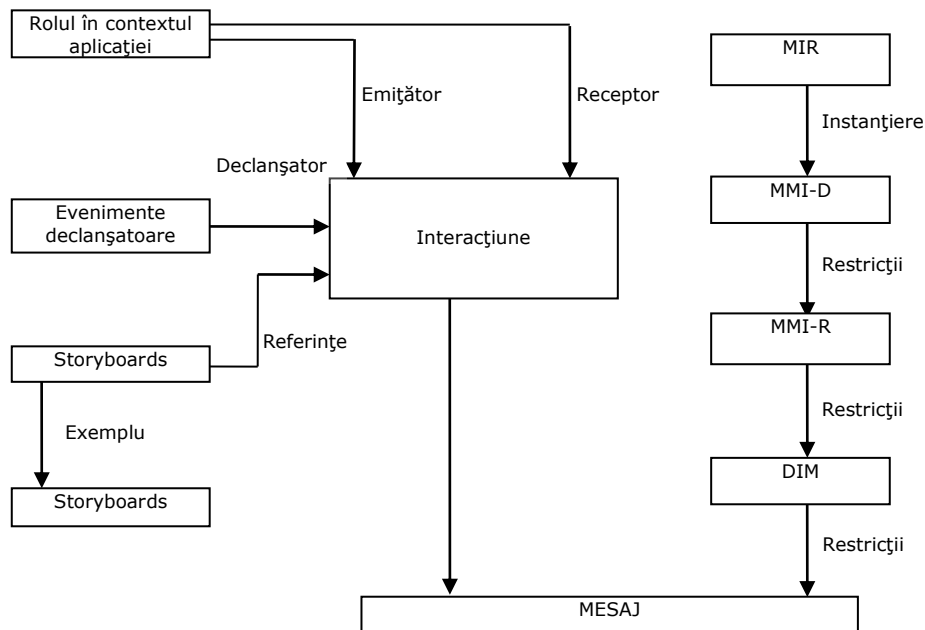 Rolul în contextul
aplicaţiei
MIR
Emiţător
Receptor
Instanţiere
Declanşator
MMI-D
Evenimente
declanşatoare
Interacţiune
Restricţii
MMI-R
Referinţe
Storyboards
Restricţii
Exemplu
DIM
Storyboards
Restricţii
MESAJ